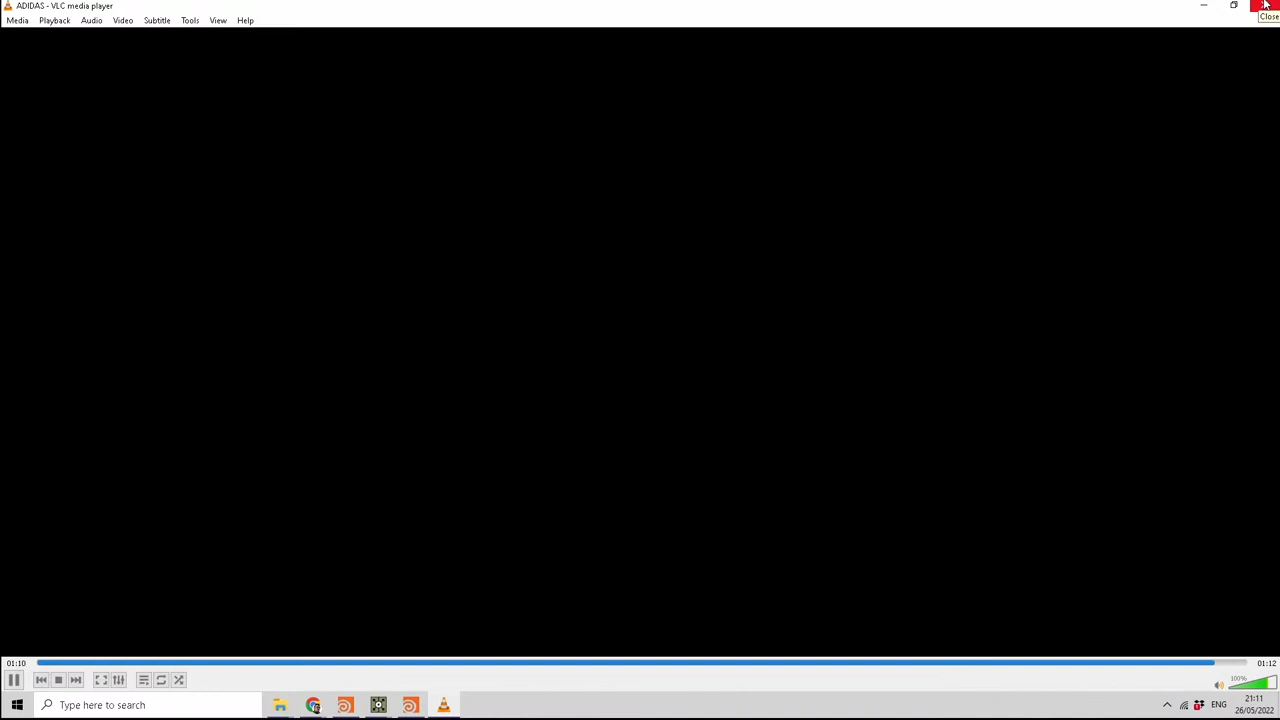 ADIDAS - VLC media player
Close
Media Playback Audio Video Subtitle Tools View Help
01:10 01:12
100%
Type here to search
ENG
21:11
26/05/2022